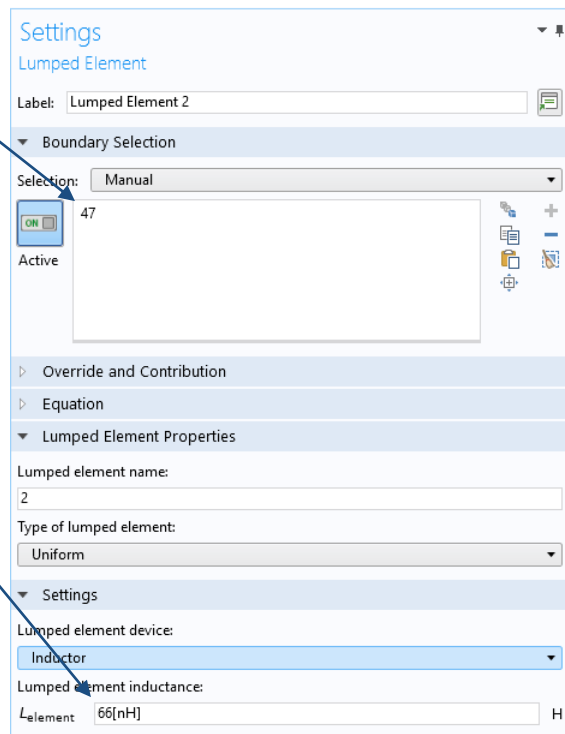 Settings
Lumped Element
Label: Lumped Element 2
Boundary Selection
Selection: Manual
ON 47
Active
Override and Contribution
Equation
Lumped Element Properties
Lumped element name:
2
Type of lumped element:
Uniform
Settings
Lumped element device:
Inductor
Lumped element inductance:
Lelement 66[nH] H